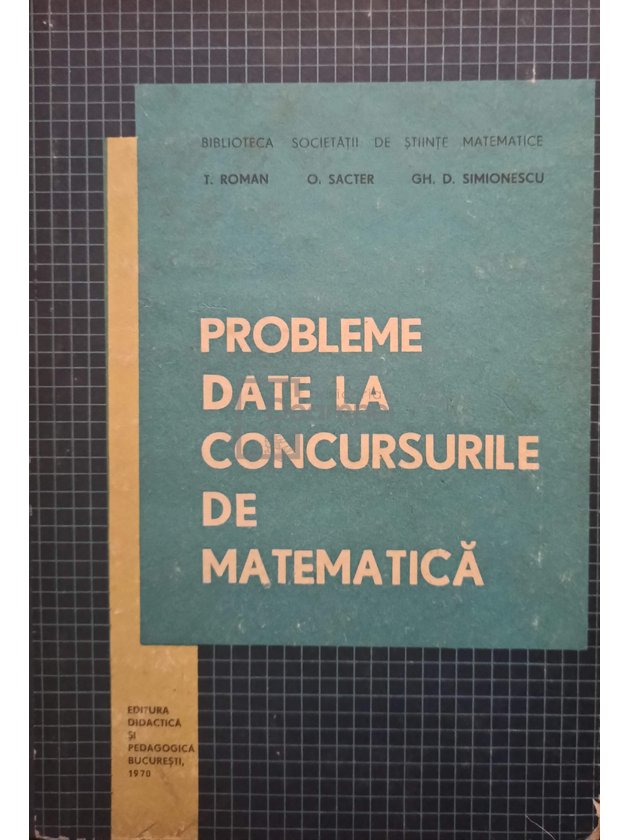 BIBLIOTECA SOCIETĂȚII DE ȘTIINȚE MATEMATICE
T. ROMAN O. SACTER GH. D. SIMIONESCU
PROBLEME
DATE LA
CONCURSURILE
DE
MATEMATICĂ
EDITURA
DIDACTICĂ
ȘI
PEDAGOGICĂ
BUCUREȘTI,
1970